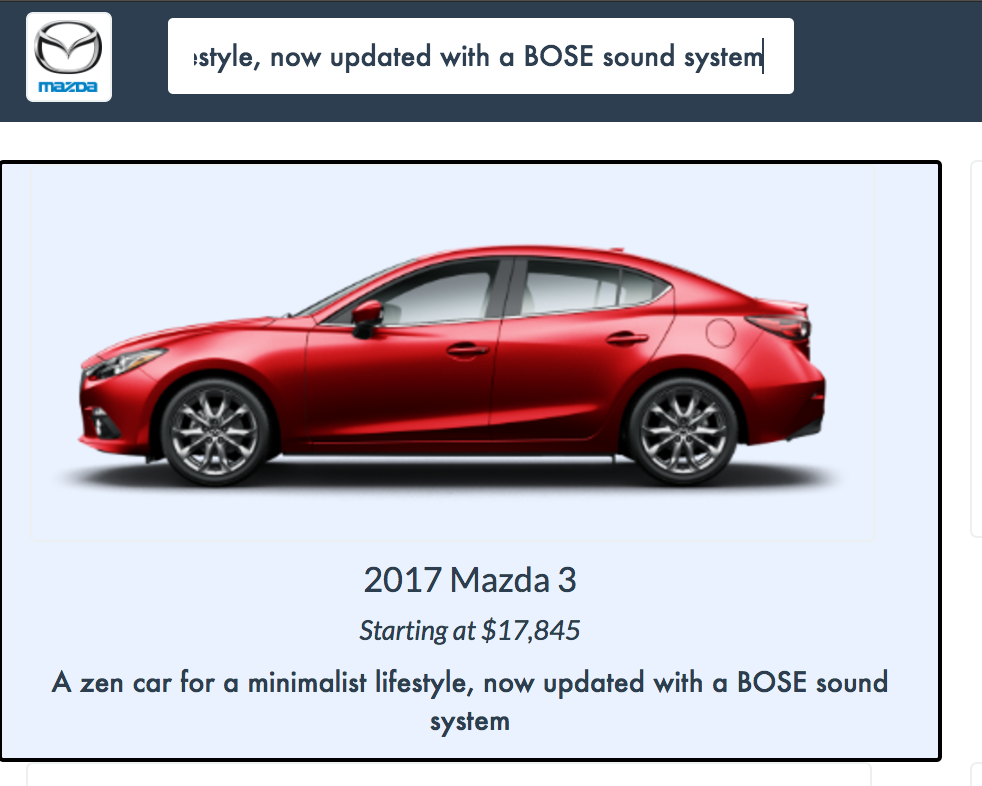 mazda
style, now updated with a BOSE sound system
2017 Mazda 3
Starting at $17,845
A zen car for a minimalist lifestyle, now updated with a BOSE sound
system